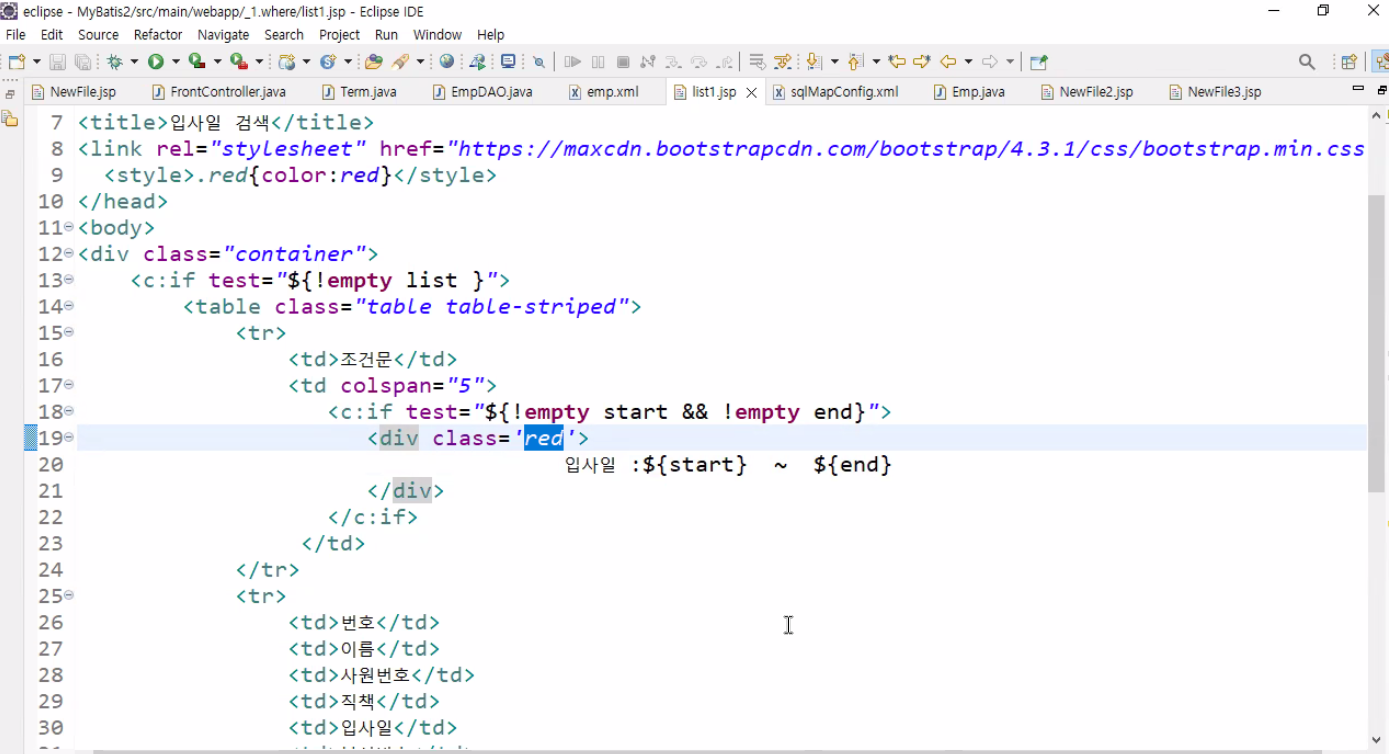 eclipse - MyBatis2/src/main/webapp/_1.where/list1.jsp - Eclipse IDE
File Edit Source Refactor Navigate Search Project Run Window Help
NewFile.jsp FrontController.java Term.java EmpDAO.java emp.xml list1.jsp sqlMapConfig.xml Emp.java NewFile2.jsp NewFile3.jsp
7 <title>입사일 검색</title>
8 <link rel="stylesheet" href="https://maxcdn.bootstrapcdn.com/bootstrap/4.3.1/css/bootstrap.min.css
9 <style>.red{color:red}</style>
10 </head>
11 <body>
12 <div class="container">
13 <c:if test="${!empty list }">
14 <table class="table table-striped">
15 <tr>
16 <td>조건문</td>
17 <td colspan="5">
18 <c:if test="${!empty start && !empty end}">
19 <div class='red'>
20 입사일 :${start} ~ ${end}
21 </div>
22 </c:if>
23 </td>
24 </tr>
25 <tr>
26 <td>번호</td>
27 <td>이름</td>
28 <td>사원번호</td>
29 <td>직책</td>
30 <td>입사일</td>